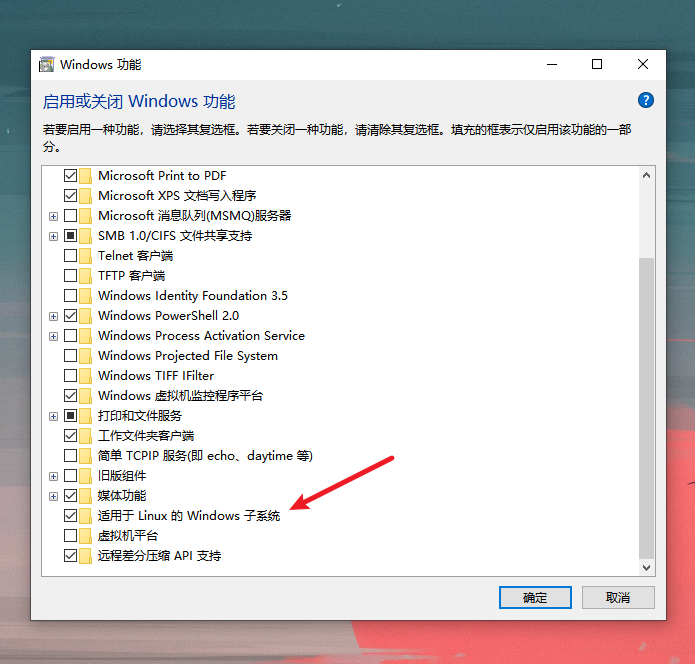 Windows 功能
启用或关闭 Windows 功能
若要启用一种功能，请选择其复选框。若要关闭一种功能，请清除其复选框。填充的框表示仅启用该功能的一部
分。
Microsoft Print to PDF
Microsoft XPS 文档写入程序
Microsoft 消息队列(MSMQ)服务器
SMB 1.0/CIFS 文件共享支持
Telnet 客户端
TFTP 客户端
Windows Identity Foundation 3.5
Windows PowerShell 2.0
Windows Process Activation Service
Windows Projected File System
Windows TIFF IFilter
Windows 虚拟机监控程序平台
打印和文件服务
工作文件夹客户端
简单 TCPIP 服务(即 echo、daytime 等)
旧版组件
媒体功能
适用于 Linux 的 Windows 子系统
虚拟机平台
远程差分压缩 API 支持
确定
取消